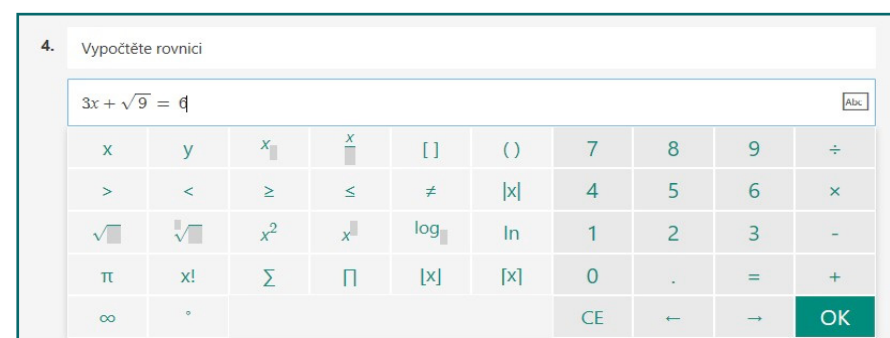 4. Vypočtěte rovnici
3x + √9 = 6
Abc
x y x▯ x/▯ [ ] ( ) 7 8 9 ÷
> < ≥ ≤ ≠ |x| 4 5 6 ×
√▯ ▯√▯ x² x^▯ log▯ ln 1 2 3 -
π x! ∑ ∏ ⌊x⌋ ⌈x⌉ 0 . = +
∞ ° CE ← → OK